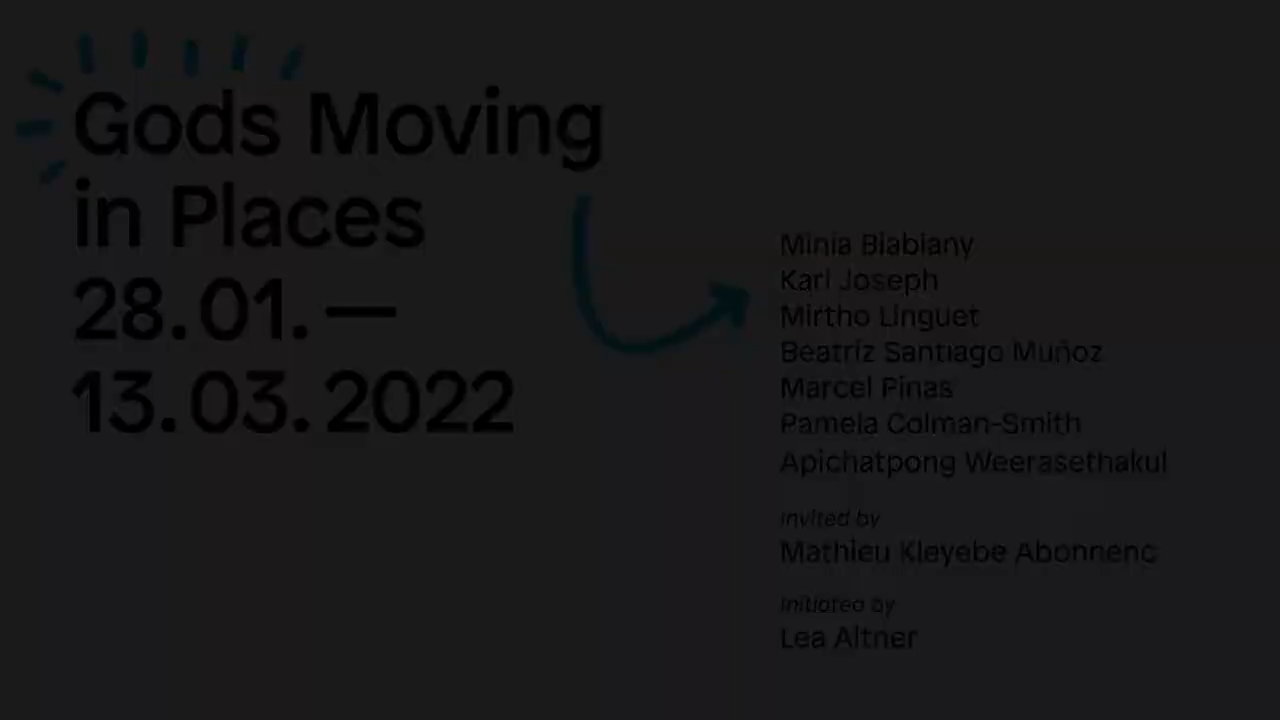 Gods Moving
in Places
28.01.—
13.03.2022
Minia Biabiany
Karl Joseph
Mirtho Linguet
Beatriz Santiago Muñoz
Marcel Pinas
Pamela Colman-Smith
Apichatpong Weerasethakul
invited by
Mathieu Kleyebe Abonnenc
initiated by
Lea Altner